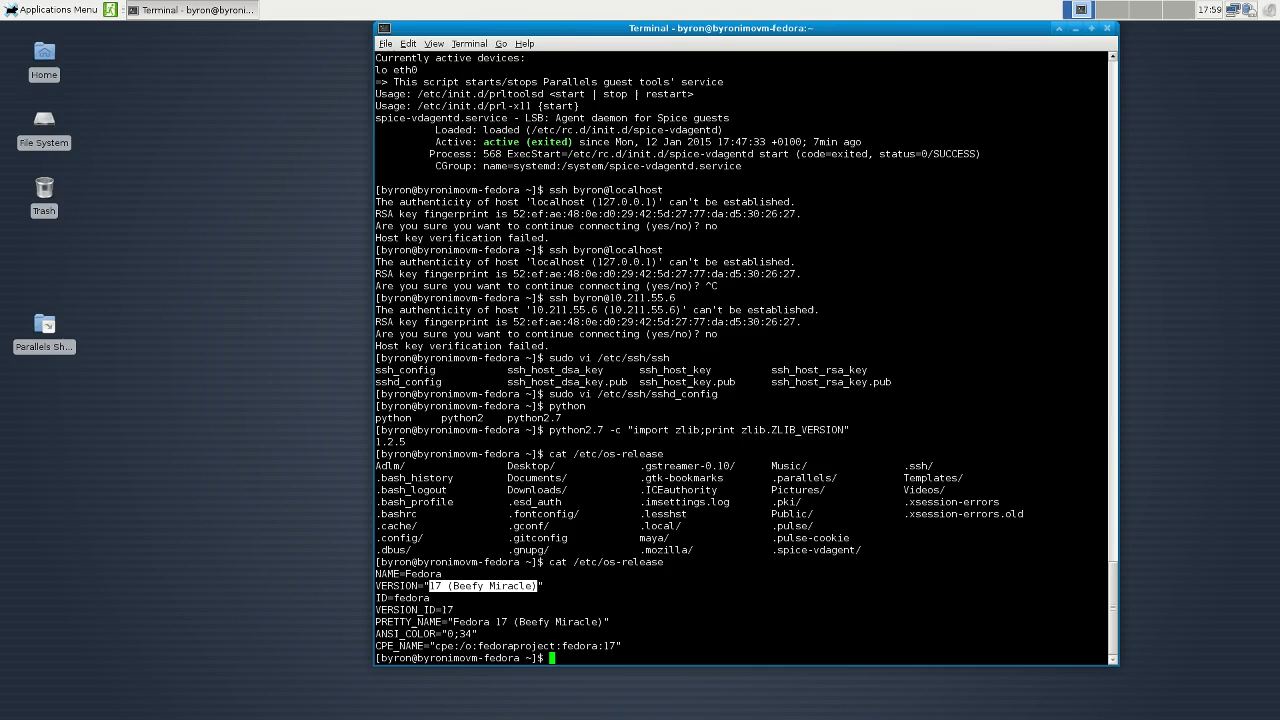 Applications Menu
Terminal - byron@byroni...
17:59
Home
File System
Trash
Parallels Sh...
Terminal - byron@byronimovm-fedora:~
File Edit View Terminal Go Help
Currently active devices:
lo eth0
=> This script starts/stops Parallels guest tools' service
Usage: /etc/init.d/prltoolsd <start | stop | restart>
Usage: /etc/init.d/prl-x11 {start}
spice-vdagentd.service - LSB: Agent daemon for Spice guests
Loaded: loaded (/etc/rc.d/init.d/spice-vdagentd)
Active: active (exited) since Mon, 12 Jan 2015 17:47:33 +0100; 7min ago
Process: 568 ExecStart=/etc/rc.d/init.d/spice-vdagentd start (code=exited, status=0/SUCCESS)
CGroup: name=systemd:/system/spice-vdagentd.service
[byron@byronimovm-fedora ~]$ ssh byron@localhost
The authenticity of host 'localhost (127.0.0.1)' can't be established.
RSA key fingerprint is 52:ef:ae:48:0e:d0:29:42:5d:27:77:da:d5:30:26:27.
Are you sure you want to continue connecting (yes/no)? no
Host key verification failed.
[byron@byronimovm-fedora ~]$ ssh byron@localhost
The authenticity of host 'localhost (127.0.0.1)' can't be established.
RSA key fingerprint is 52:ef:ae:48:0e:d0:29:42:5d:27:77:da:d5:30:26:27.
Are you sure you want to continue connecting (yes/no)? ^C
[byron@byronimovm-fedora ~]$ ssh byron@10.211.55.6
The authenticity of host '10.211.55.6 (10.211.55.6)' can't be established.
RSA key fingerprint is 52:ef:ae:48:0e:d0:29:42:5d:27:77:da:d5:30:26:27.
Are you sure you want to continue connecting (yes/no)? no
Host key verification failed.
[byron@byronimovm-fedora ~]$ sudo vi /etc/ssh/ssh
ssh_config ssh_host_dsa_key ssh_host_key ssh_host_rsa_key
sshd_config ssh_host_dsa_key.pub ssh_host_key.pub ssh_host_rsa_key.pub
[byron@byronimovm-fedora ~]$ sudo vi /etc/ssh/sshd_config
[byron@byronimovm-fedora ~]$ python
python python2 python2.7
[byron@byronimovm-fedora ~]$ python2.7 -c "import zlib;print zlib.ZLIB_VERSION"
1.2.5
[byron@byronimovm-fedora ~]$ cat /etc/os-release
Adlm/ Desktop/ .gstreamer-0.10/ Music/ .ssh/
.bash_history Documents/ .gtk-bookmarks .parallels/ Templates/
.bash_logout Downloads/ .ICEauthority Pictures/ Videos/
.bash_profile .esd_auth .imsettings.log .pki/ .xsession-errors
.bashrc .fontconfig/ .lesshst Public/ .xsession-errors.old
.cache/ .gconf/ .local/ .pulse/
.config/ .gitconfig maya/ .pulse-cookie
.dbus/ .gnupg/ .mozilla/ .spice-vdagent/
[byron@byronimovm-fedora ~]$ cat /etc/os-release
NAME=Fedora
VERSION="17 (Beefy Miracle)"
ID=fedora
VERSION_ID=17
PRETTY_NAME="Fedora 17 (Beefy Miracle)"
ANSI_COLOR="0;34"
CPE_NAME="cpe:/o:fedoraproject:fedora:17"
[byron@byronimovm-fedora ~]$